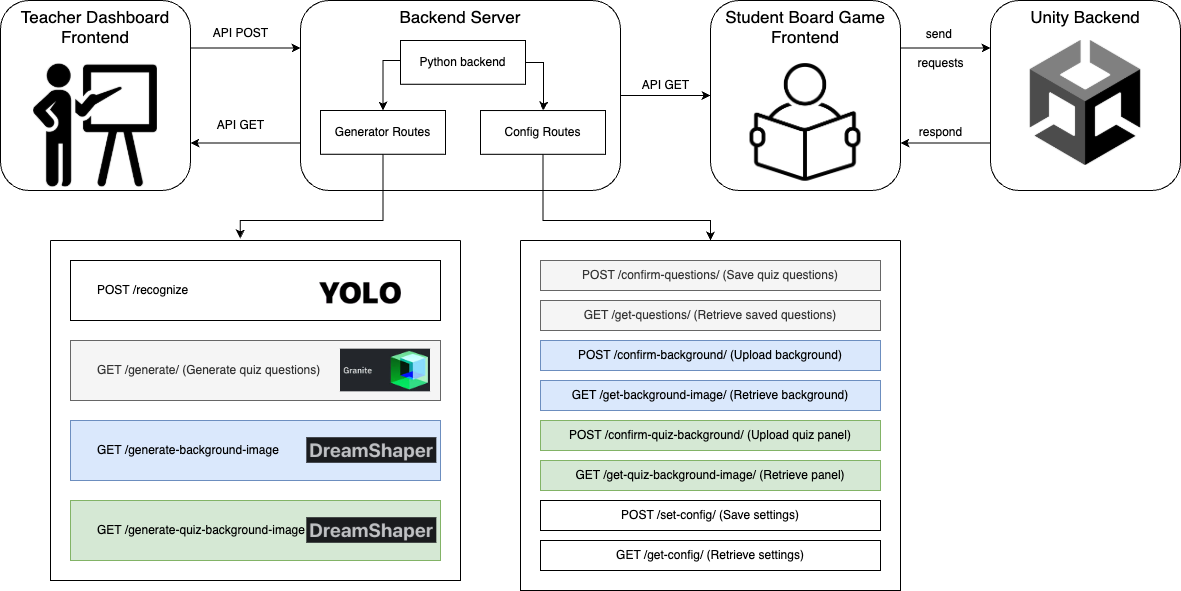 Teacher Dashboard
Frontend
API POST
API GET
Backend Server
Python backend
Generator Routes
Config Routes
API GET
Student Board Game
Frontend
send
requests
respond
Unity Backend
POST /recognize
YOLO
GET /generate/ (Generate quiz questions)
Granite
GET /generate-background-image
DreamShaper
GET /generate-quiz-background-image
DreamShaper
POST /confirm-questions/ (Save quiz questions)
GET /get-questions/ (Retrieve saved questions)
POST /confirm-background/ (Upload background)
GET /get-background-image/ (Retrieve background)
POST /confirm-quiz-background/ (Upload quiz panel)
GET /get-quiz-background-image/ (Retrieve panel)
POST /set-config/ (Save settings)
GET /get-config/ (Retrieve settings)